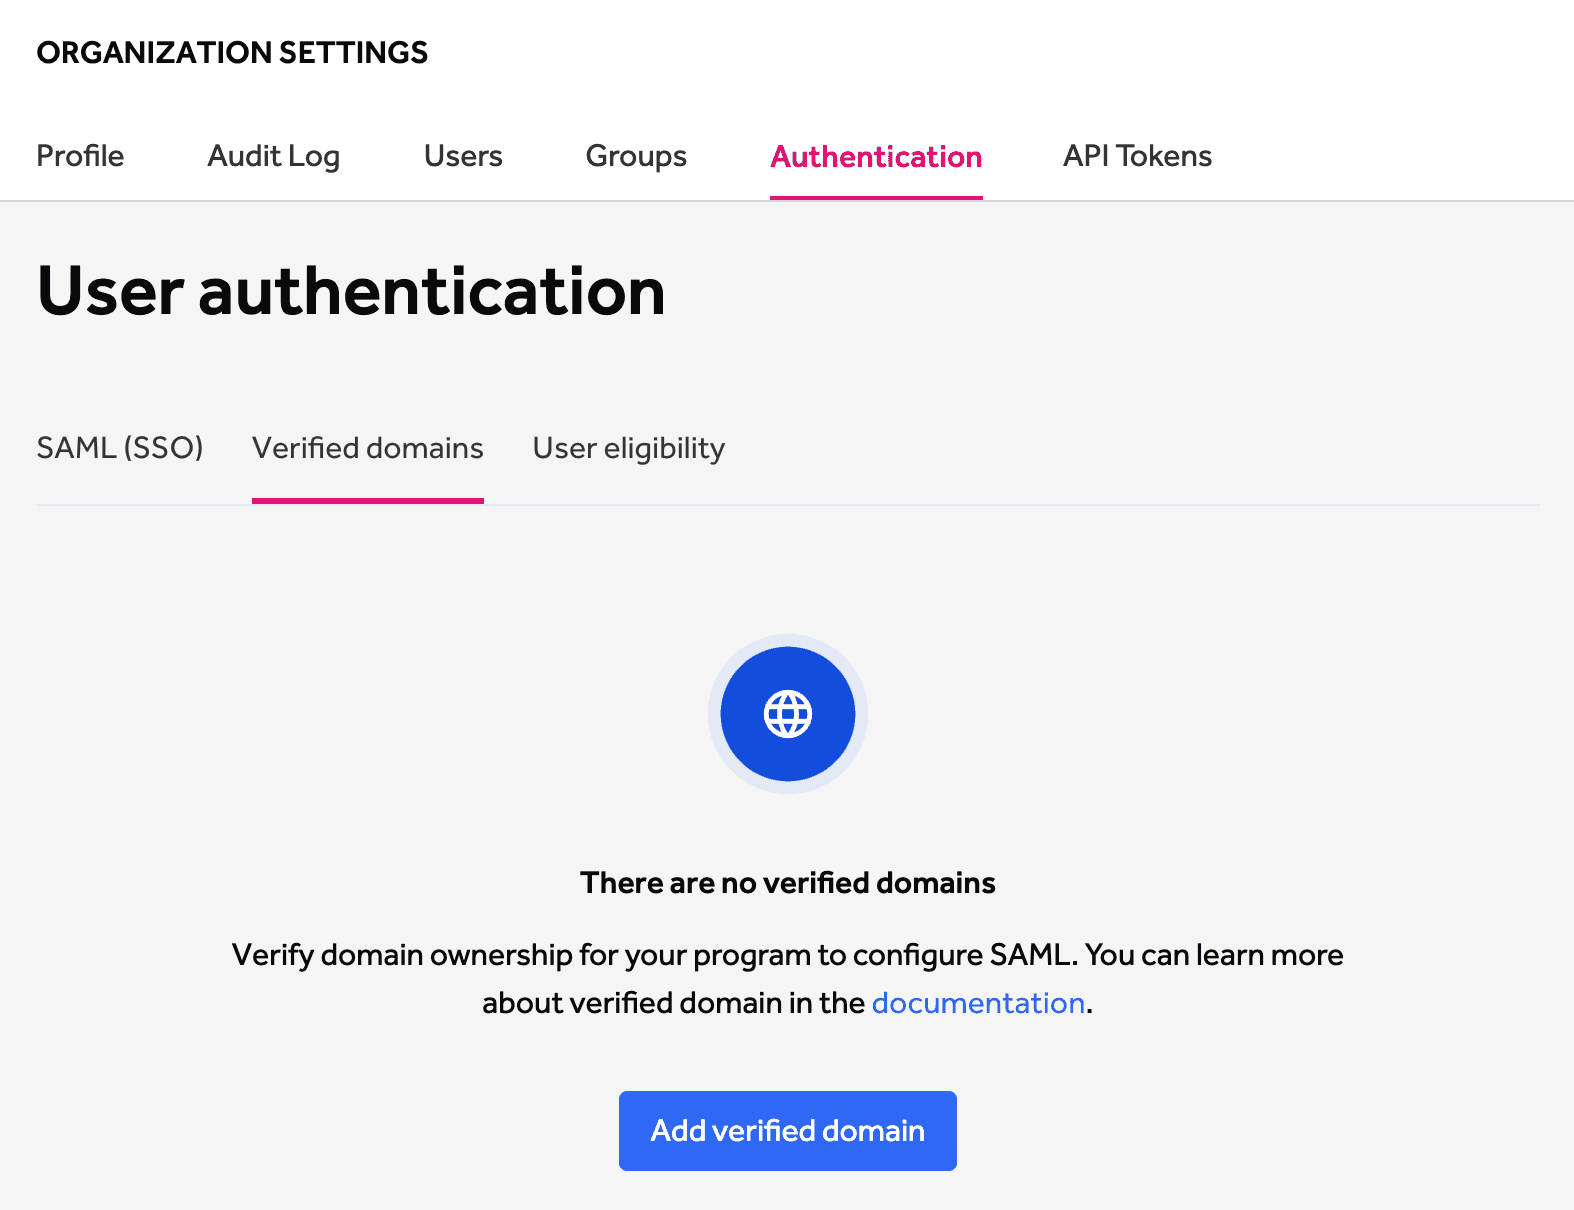 ORGANIZATION SETTINGS
Profile Audit Log Users Groups Authentication API Tokens
User authentication
SAML (SSO) Verified domains User eligibility
There are no verified domains
Verify domain ownership for your program to configure SAML. You can learn more
about verified domain in the documentation.
Add verified domain